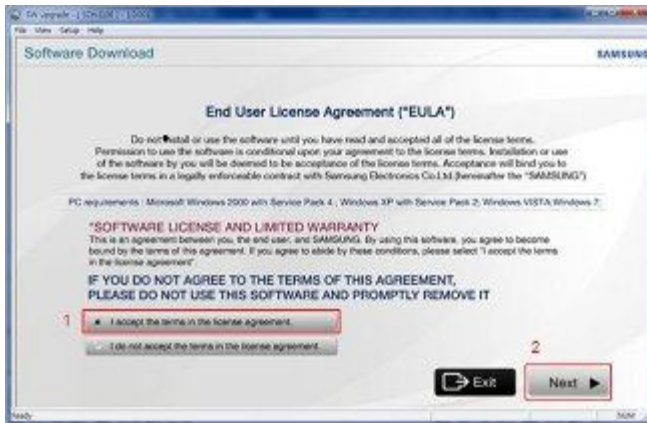 File View Setup Help
Software Download
SAMSUNG
End User License Agreement ("EULA")
Do not install or use the software until you have read and accepted all of the license terms.
Permission to use the software is conditional upon your agreement to the license terms. Installation or use
of the software by you will be deemed to be acceptance of the license terms. Acceptance will bind you to
the license terms in a legally enforceable contract with Samsung Electronics Co.Ltd.(hereinafter the "SAMSUNG")
PC requirements : Microsoft Windows 2000 with Service Pack 4 ; Windows XP with Service Pack 2; Windows VISTA;Windows 7;
"SOFTWARE LICENSE AND LIMITED WARRANTY
This is an agreement between you, the end user, and SAMSUNG. By using this software, you agree to become
bound by the terms of this agreement. If you agree to abide by these conditions, please select "I accept the terms
in the license agreement".
IF YOU DO NOT AGREE TO THE TERMS OF THIS AGREEMENT,
PLEASE DO NOT USE THIS SOFTWARE AND PROMPTLY REMOVE IT
1
I accept the terms in the license agreement.
I do not accept the terms in the license agreement.
2
Exit
Next
Ready
NUM